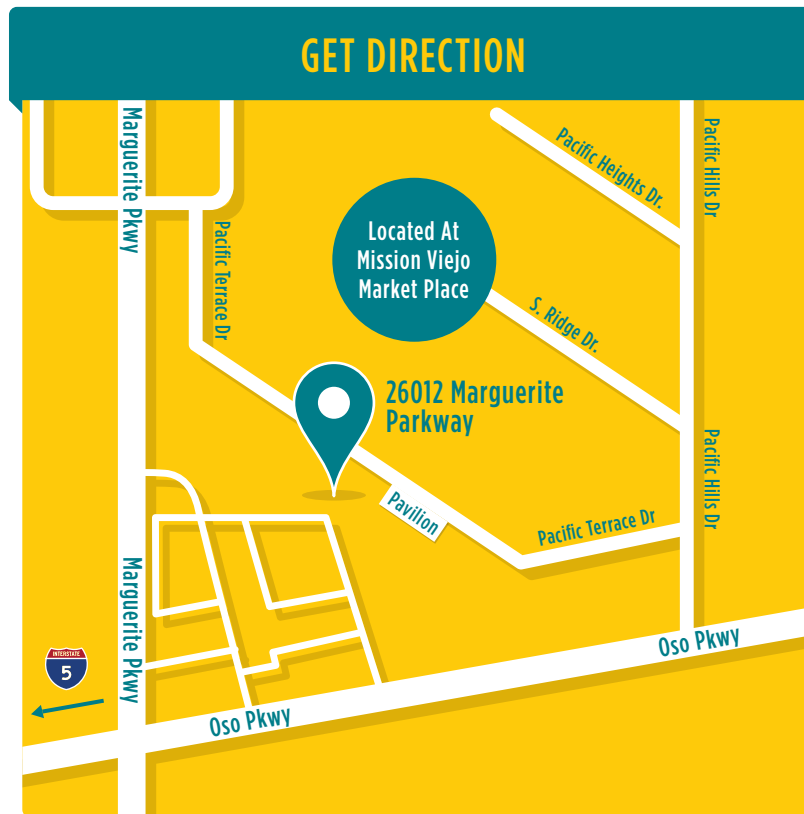 GET DIRECTION
Marguerite Pkwy
Pacific Terrace Dr
Located At
Mission Viejo
Market Place
Pacific Heights Dr.
Pacific Hills Dr
S. Ridge Dr.
26012 Marguerite
Parkway
Pavilion
Pacific Terrace Dr
Pacific Hills Dr
Marguerite Pkwy
INTERSTATE
5
Oso Pkwy
Oso Pkwy